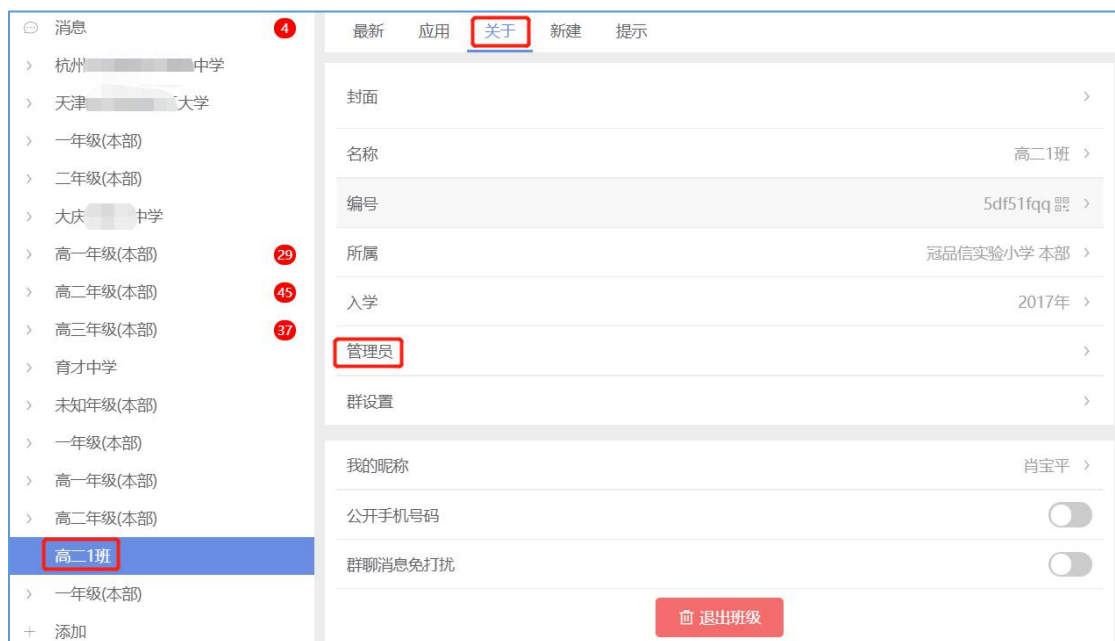 消息 4
杭州 中学
天津 大学
一年级(本部)
二年级(本部)
大庆 中学
高一年级(本部) 29
高二年级(本部) 45
高三年级(本部) 37
育才中学
未知年级(本部)
一年级(本部)
高一年级(本部)
高二年级(本部)
高二1班
一年级(本部)
添加
最新 应用 关于 新建 提示
封面
名称 高二1班
编号 5df51fqq
所属 冠品信实验小学 本部
入学 2017年
管理员
群设置
我的昵称 肖宝平
公开手机号码
群聊消息免打扰
退出班级